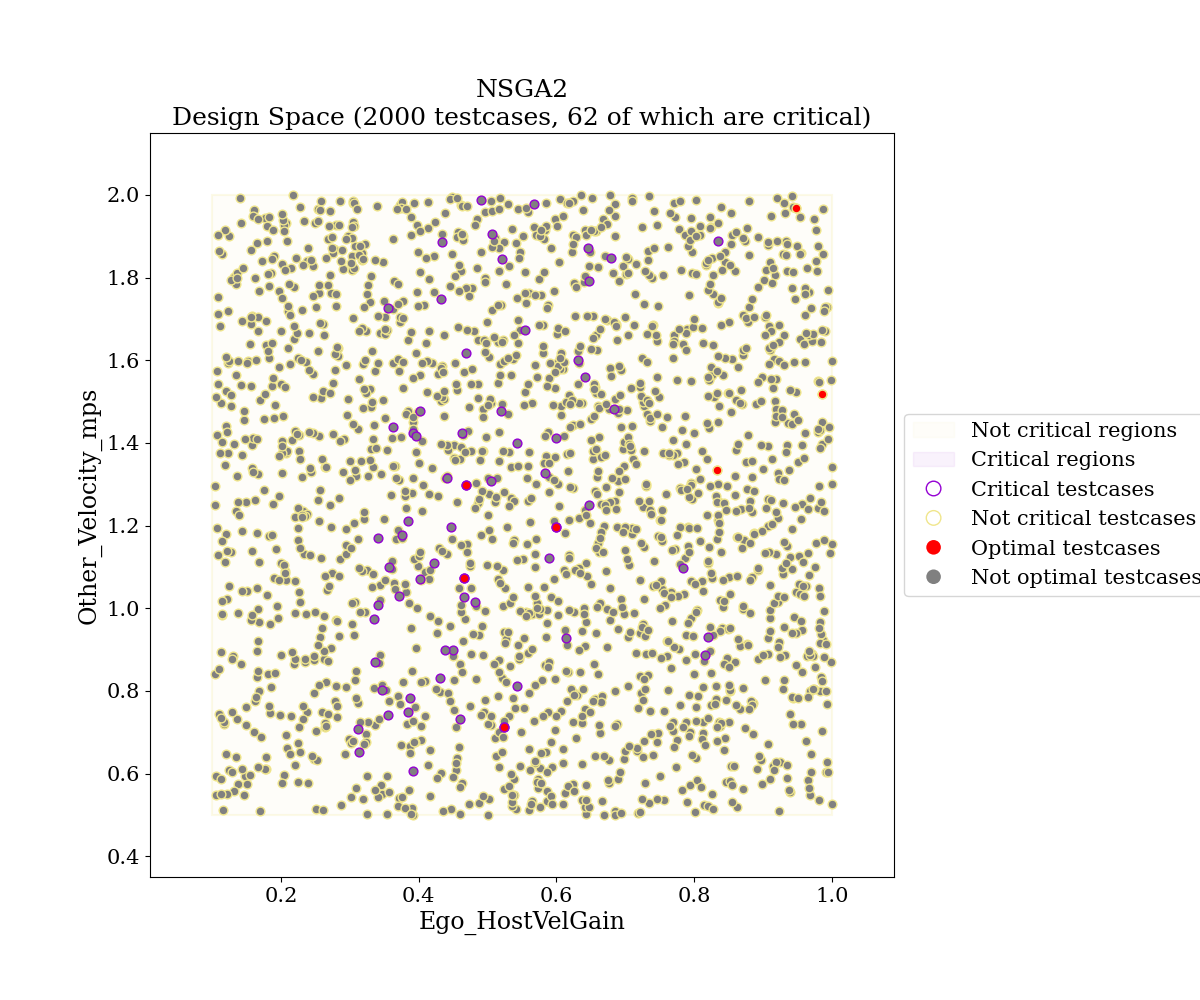 NSGA2
Design Space (2000 testcases, 62 of which are critical)
2.0
1.8
1.6
1.4
1.2
1.0
0.8
0.6
0.4
Other_Velocity_mps
0.2
0.4
0.6
0.8
1.0
Ego_HostVelGain
Not critical regions
Critical regions
Critical testcases
Not critical testcases
Optimal testcases
Not optimal testcases